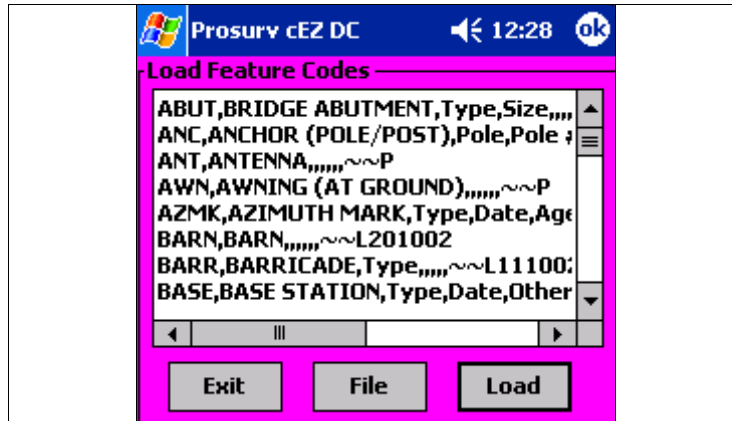 Prosurv cEZ DC 12:28 ok
Load Feature Codes
ABUT,BRIDGE ABUTMENT,Type,Size,,,,
ANC,ANCHOR (POLE/POST),Pole,Pole
ANT,ANTENNA,,,,,,~~P
AWN,AWNING (AT GROUND),,,,,,~~P
AZMK,AZIMUTH MARK,Type,Date,Age
BARN,BARN,,,,,,~~L201002
BARR,BARRICADE,Type,,,,,~~L111002
BASE,BASE STATION,Type,Date,Other
Exit File Load